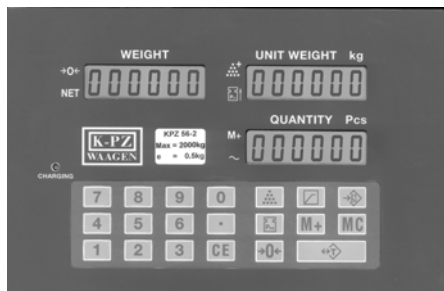 WEIGHT
UNIT WEIGHT kg
→0←
NET
000000
000000
QUANTITY Pcs
M+
~
000000
K-PZ
WAAGEN
KPZ 56-2
Max = 2000kg
e = 0.5kg
CHARGING
7 8 9 0
4 5 6 . M+ MC
1 2 3 CE →0← ↔T